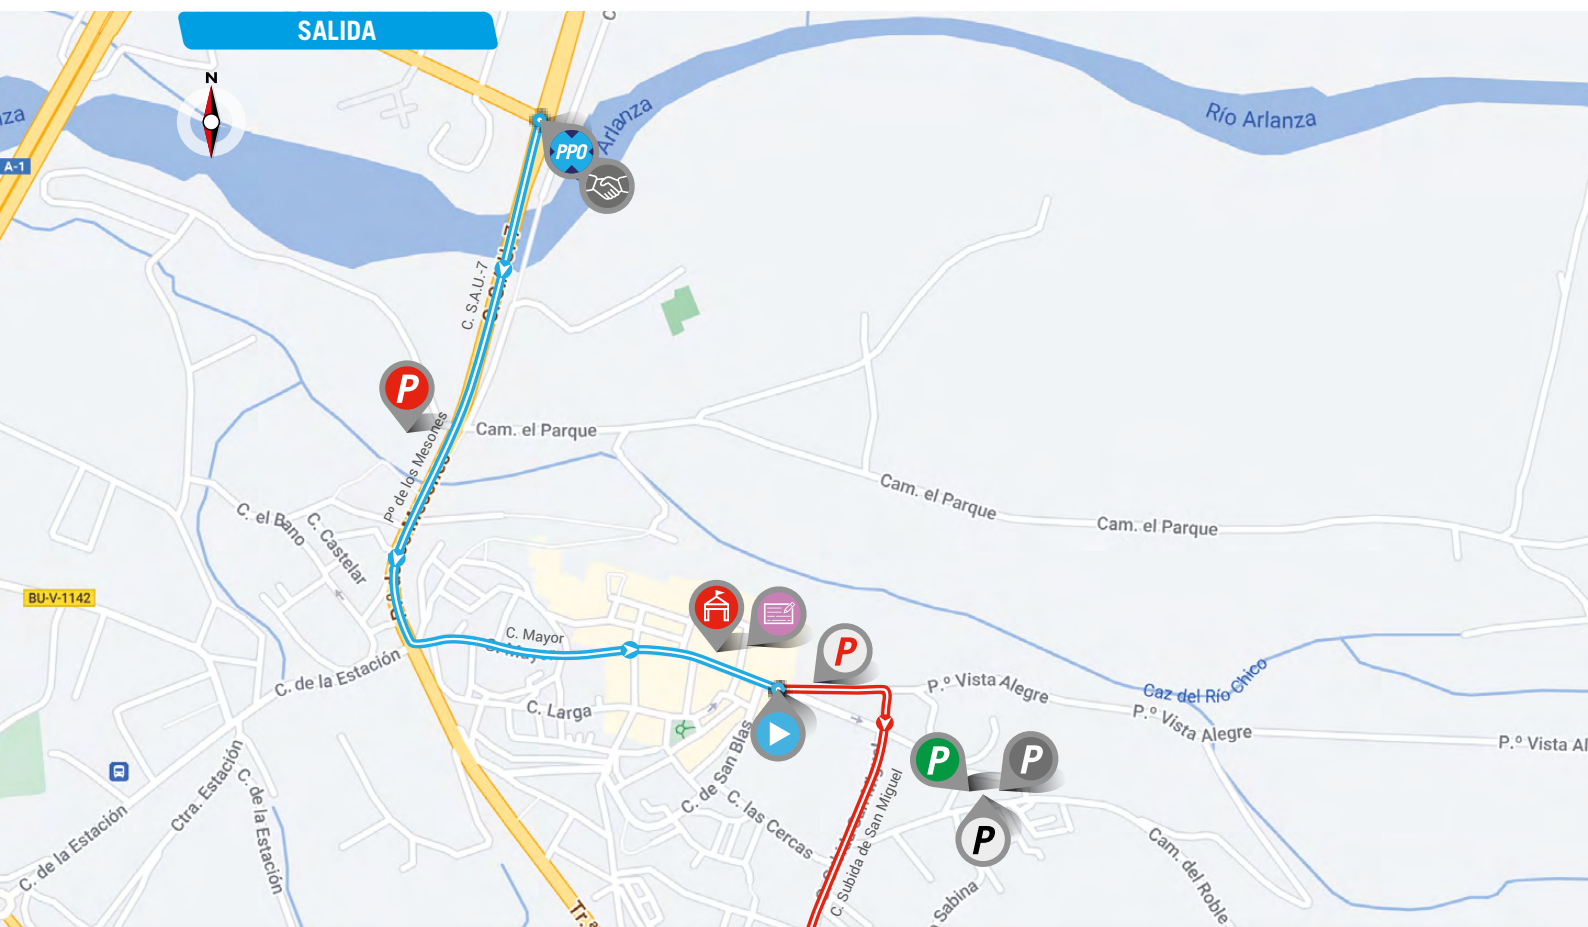 SALIDA
N
Arlanza
Río Arlanza
A-1
PPO
C. S.A.U.-7
P
Pº de los Mesones
Cam. el Parque
Cam. el Parque
Cam. el Parque
C. el Bano
C. Castelar
BU-V-1142
C. Mayor
P
C. de la Estación
P.º Vista Alegre
Caz del Río Chico
P.º Vista Alegre
P.º Vista Al
C. Larga
C. de San Blas
P
P
P
C. las Cercas
C. Subida de San Miguel
Ctra. Estación
C. de la Estación
C. de la Estación
Cam. del Roble
Sabina